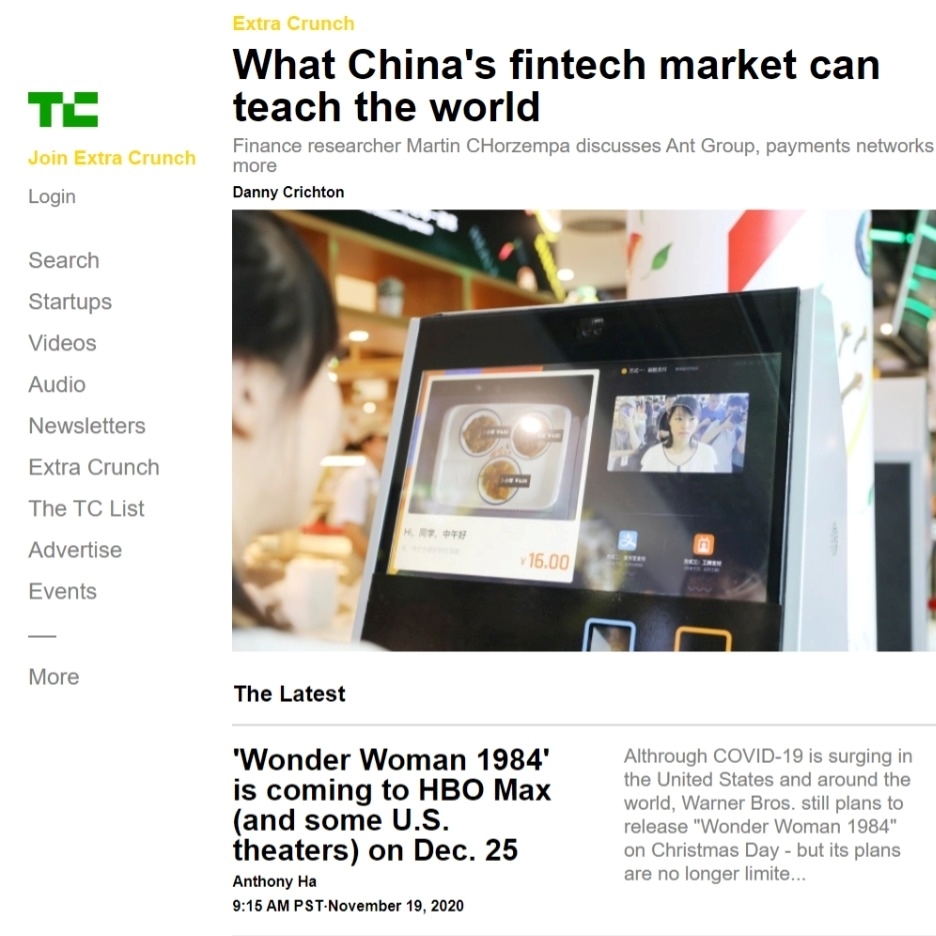 Extra Crunch
What China's fintech market can
teach the world
Finance researcher Martin CHorzempa discusses Ant Group, payments networks
more
Danny Crichton
TC
Join Extra Crunch
Login
Search
Startups
Videos
Audio
Newsletters
Extra Crunch
The TC List
Advertise
Events
More
Hi, 同学, 中午好
¥16.00
The Latest
'Wonder Woman 1984'
is coming to HBO Max
(and some U.S.
theaters) on Dec. 25
Anthony Ha
9:15 AM PST·November 19, 2020
Althrough COVID-19 is surging in
the United States and around the
world, Warner Bros. still plans to
release "Wonder Woman 1984"
on Christmas Day - but its plans
are no longer limite...